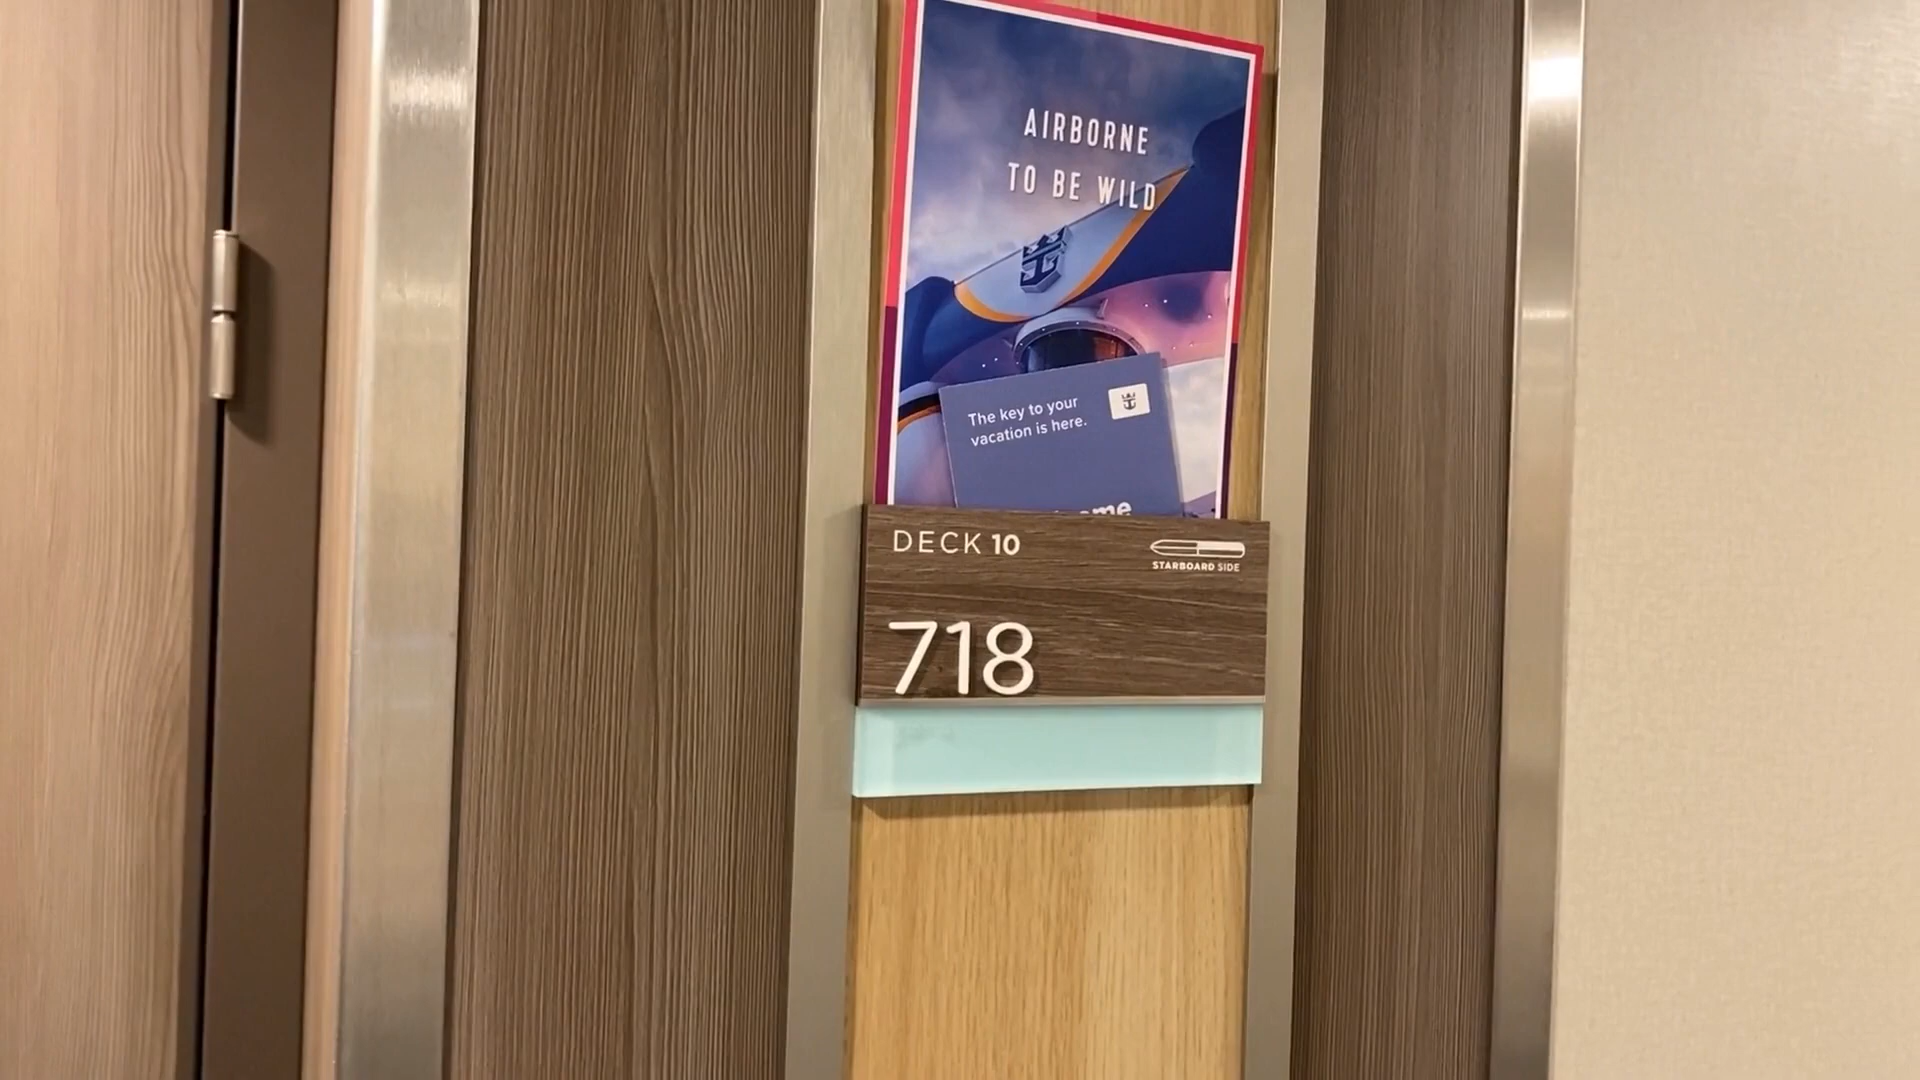 AIRBORNE
TO BE WILD
The key to your
vacation is here.
DECK 10
STARBOARD SIDE
718